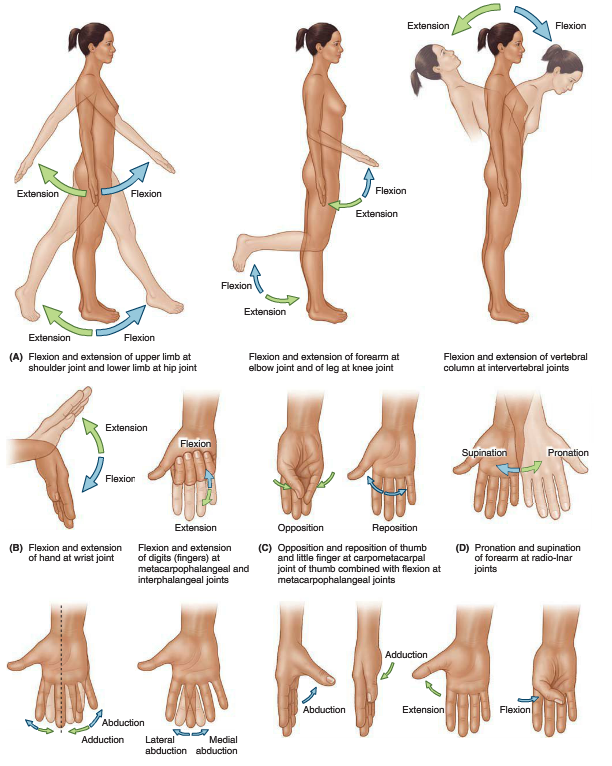 Extension
Flexion
Extension
Flexion
Extension
Flexion
Flexion
Extension
Flexion
Extension
(A) Flexion and extension of upper limb at
shoulder joint and lower limb at hip joint
Flexion and extension of forearm at
elbow joint and of leg at knee joint
Flexion and extension of vertebral
column at intervertebral joints
Extension
Flexion
Flexion
Extension
Opposition
Reposition
Supination
Pronation
(B) Flexion and extension
of hand at wrist joint
Flexion and extension
of digits (fingers) at
metacarpophalangeal and
interphalangeal joints
(C) Opposition and reposition of thumb
and little finger at carpometacarpal
joint of thumb combined with flexion at
metacarpophalangeal joints
(D) Pronation and supination
of forearm at radio-lnar
joints
Abduction
Adduction
Lateral
abduction
Medial
abduction
Abduction
Adduction
Extension
Flexion